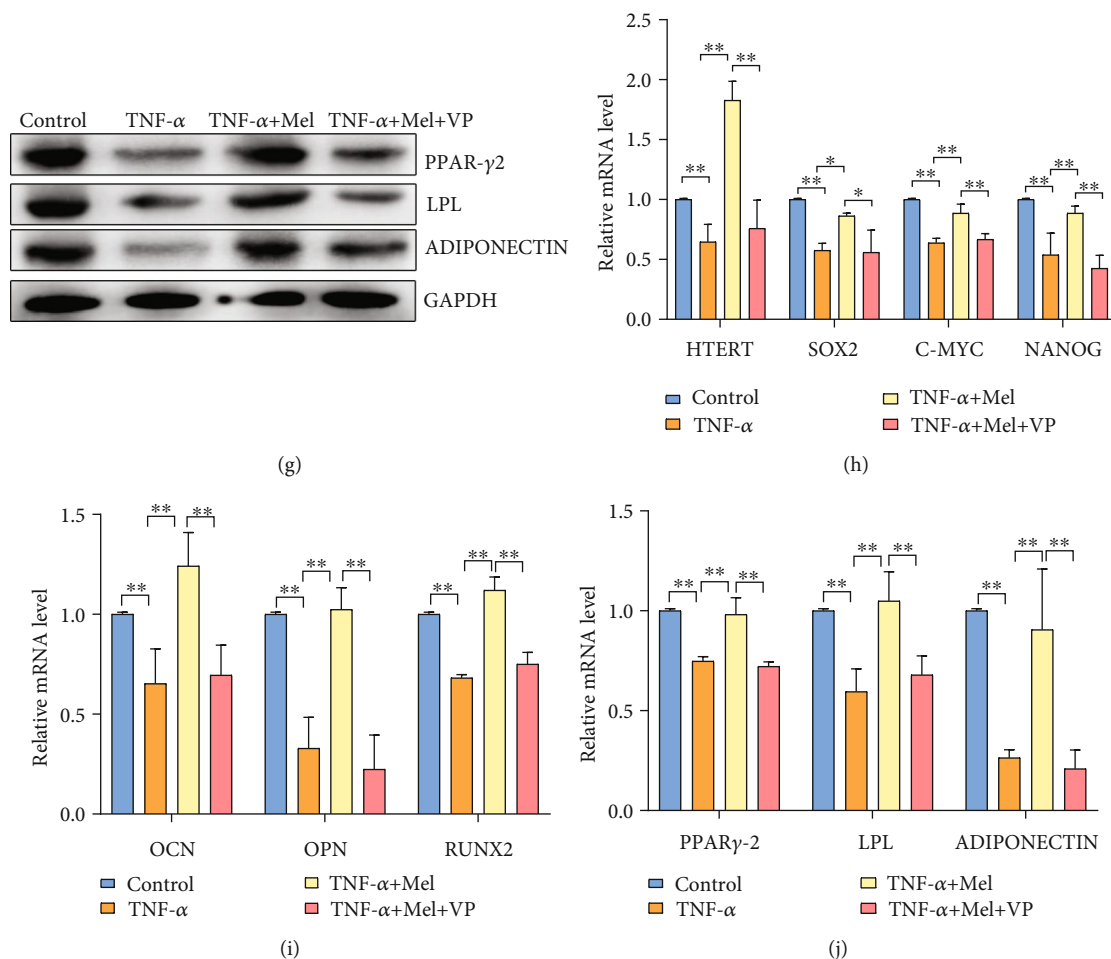 Control TNF-α TNF-α+Mel TNF-α+Mel+VP
PPAR-γ2
LPL
ADIPONECTIN
GAPDH
(g)
Relative mRNA level
2.5
2.0
1.5
1.0
0.5
0.0
** ** **
** * *
** ** **
** ** **
HTERT SOX2 C-MYC NANOG
Control TNF-α+Mel
TNF-α TNF-α+Mel+VP
(h)
Relative mRNA level
1.5
1.0
0.5
0.0
** ** **
** ** **
** ** **
OCN OPN RUNX2
Control TNF-α+Mel
TNF-α TNF-α+Mel+VP
(i)
Relative mRNA level
1.5
1.0
0.5
0.0
** ** **
** ** **
** ** **
PPARγ-2 LPL ADIPONECTIN
Control TNF-α+Mel
TNF-α TNF-α+Mel+VP
(j)